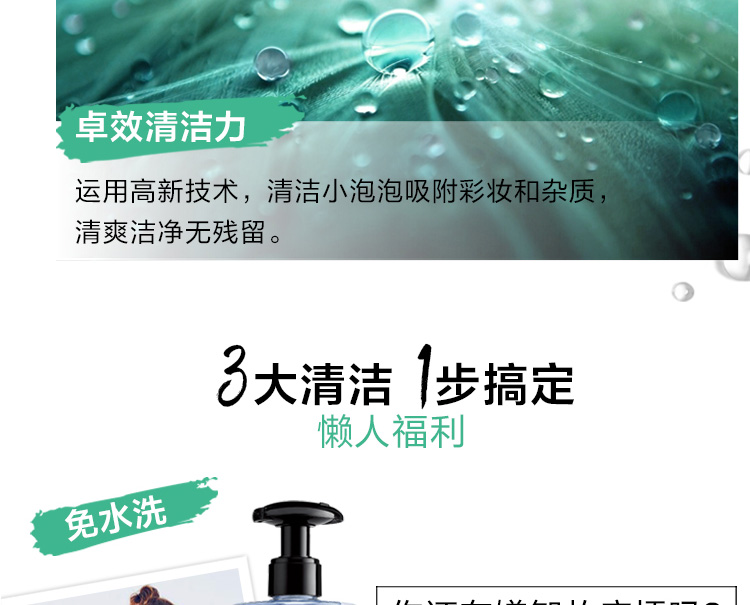 卓效清洁力
运用高新技术，清洁小泡泡吸附彩妆和杂质，
清爽洁净无残留。
3大清洁 1步搞定
懒人福利
免水洗